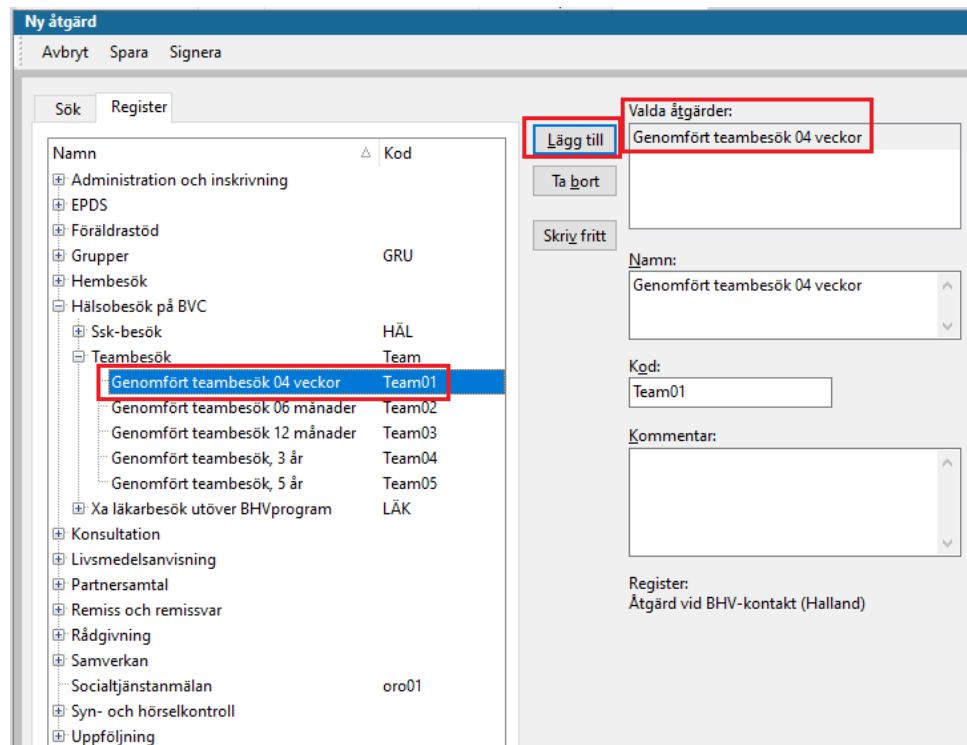 Ny åtgärd
Avbryt Spara Signera
Sök Register
Namn Kod
Administration och inskrivning
EPDS
Föräldrastöd
Grupper GRU
Hembesök
Hälsobesök på BVC
Ssk-besök HÄL
Teambesök Team
Genomfört teambesök 04 veckor Team01
Genomfört teambesök 06 månader Team02
Genomfört teambesök 12 månader Team03
Genomfört teambesök, 3 år Team04
Genomfört teambesök, 5 år Team05
Xa läkarbesök utöver BHVprogram LÄK
Konsultation
Livsmedelsanvisning
Partnersamtal
Remiss och remissvar
Rådgivning
Samverkan
Socialtjänstanmälan oro01
Syn- och hörselkontroll
Uppföljning
Lägg till
Ta bort
Skriv fritt
Valda åtgärder:
Genomfört teambesök 04 veckor
Namn:
Genomfört teambesök 04 veckor
Kod:
Team01
Kommentar:
Register:
Åtgärd vid BHV-kontakt (Halland)